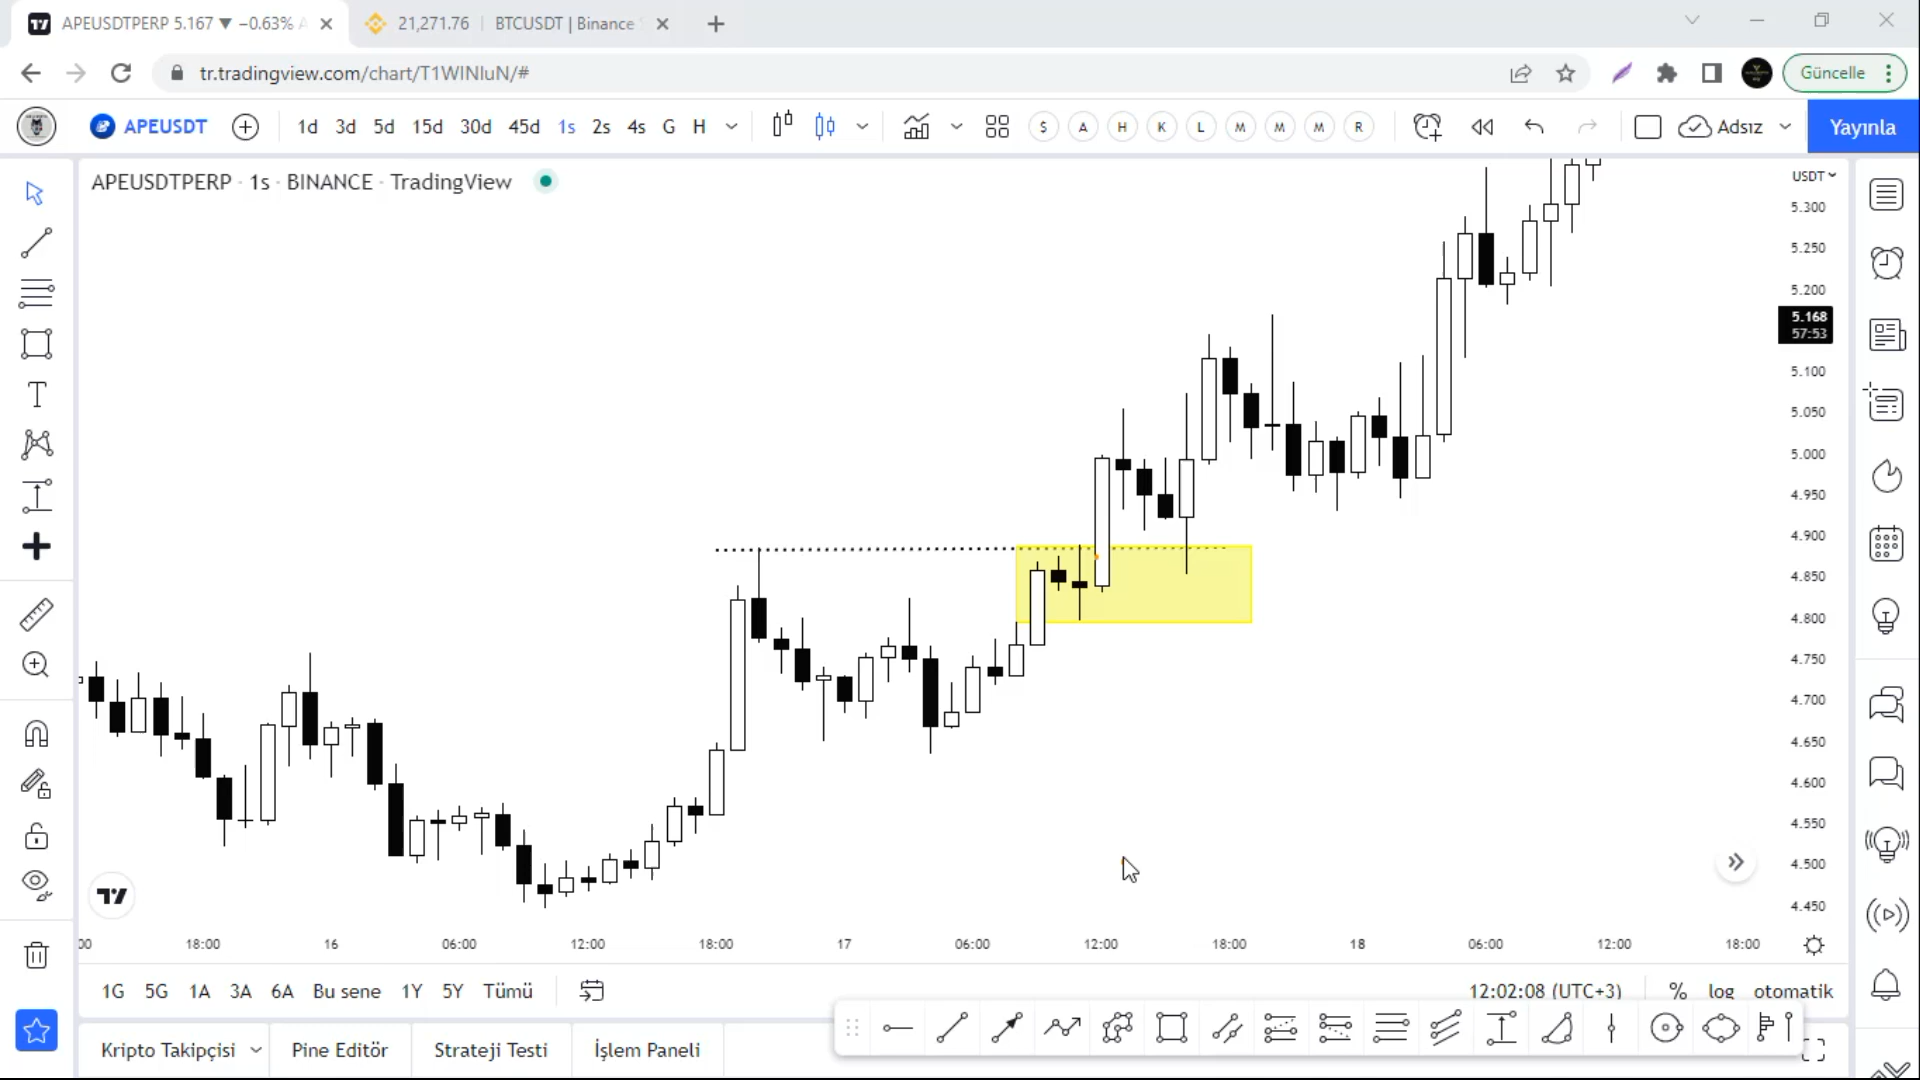 APEUSDTPERP 5.167 ▼ −0.63%
21,271.76 | BTCUSDT | Binance
tr.tradingview.com/chart/T1WINluN/#
Güncelle
APEUSDT
1d 3d 5d 15d 30d 45d 1s 2s 4s G H
$ A H K L M M M R
Adsız
Yayınla
APEUSDTPERP · 1s · BINANCE · TradingView
USDT
5.300
5.250
5.200
5.168
57:53
5.100
5.050
5.000
4.950
4.900
4.850
4.800
4.750
4.700
4.650
4.600
4.550
4.500
4.450
00 18:00 16 06:00 12:00 18:00 17 06:00 12:00 18:00 18 06:00 12:00 18:00
1G 5G 1A 3A 6A Bu sene 1Y 5Y Tümü
12:02:08 (UTC+3) % log otomatik
Kripto Takipçisi Pine Editör Strateji Testi İşlem Paneli